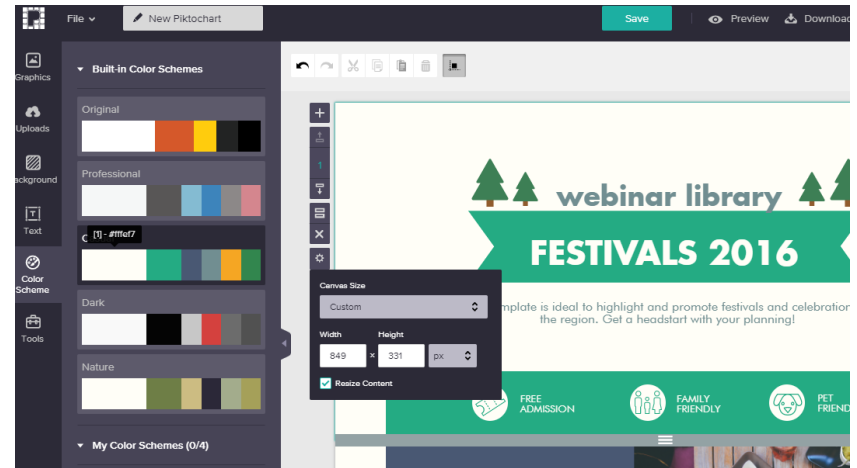 File
New Piktochart
Save
Preview
Download
Graphics
Uploads
ackground
Text
Color
Scheme
Tools
Built-in Color Schemes
Original
Professional
[1] - #fffef7
Dark
Nature
My Color Schemes (0/4)
1
Canvas Size
Custom
Width
Height
849 × 331 px
Resize Content
webinar library
FESTIVALS 2016
mplate is ideal to highlight and promote festivals and celebration
the region. Get a headstart with your planning!
FREE
ADMISSION
FAMILY
FRIENDLY
PET
FRIEND